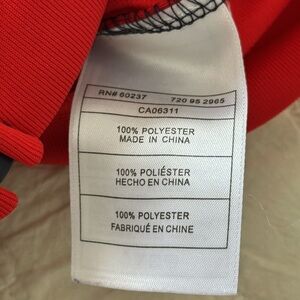 RN# 60237 720 95 2965
CA06311
100% POLYESTER
MADE IN CHINA
100% POLIÉSTER
HECHO EN CHINA
100% POLYESTER
FABRIQUÉ EN CHINE